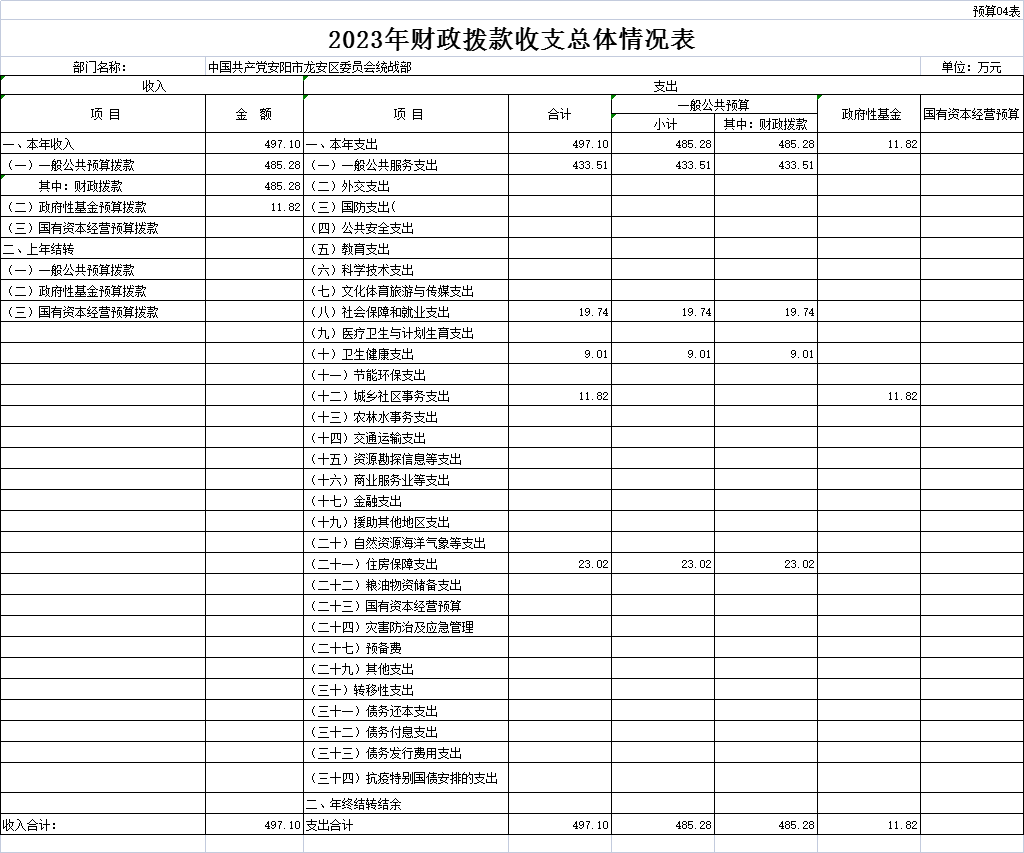 预算04表
2023年财政拨款收支总体情况表
部门名称： 中国共产党安阳市龙安区委员会统战部 单位：万元
收入 支出
项 目 金 额 项 目 合计 一般公共预算 政府性基金 国有资本经营预算
小计 其中：财政拨款
一、本年收入 497.10 一、本年支出 497.10 485.28 485.28 11.82
（一）一般公共预算拨款 485.28 （一）一般公共服务支出 433.51 433.51 433.51
其中：财政拨款 485.28 （二）外交支出
（二）政府性基金预算拨款 11.82 （三）国防支出(
（三）国有资本经营预算拨款 （四）公共安全支出
二、上年结转 （五）教育支出
（一）一般公共预算拨款 （六）科学技术支出
（二）政府性基金预算拨款 （七）文化体育旅游与传媒支出
（三）国有资本经营预算拨款 （八）社会保障和就业支出 19.74 19.74 19.74
（九）医疗卫生与计划生育支出
（十）卫生健康支出 9.01 9.01 9.01
（十一）节能环保支出
（十二）城乡社区事务支出 11.82 11.82
（十三）农林水事务支出
（十四）交通运输支出
（十五）资源勘探信息等支出
（十六）商业服务业等支出
（十七）金融支出
（十九）援助其他地区支出
（二十）自然资源海洋气象等支出
（二十一）住房保障支出 23.02 23.02 23.02
（二十二）粮油物资储备支出
（二十三）国有资本经营预算
（二十四）灾害防治及应急管理
（二十七）预备费
（二十九）其他支出
（三十）转移性支出
（三十一）债务还本支出
（三十二）债务付息支出
（三十三）债务发行费用支出
（三十四）抗疫特别国债安排的支出
二、年终结转结余
收入合计： 497.10 支出合计 497.10 485.28 485.28 11.82